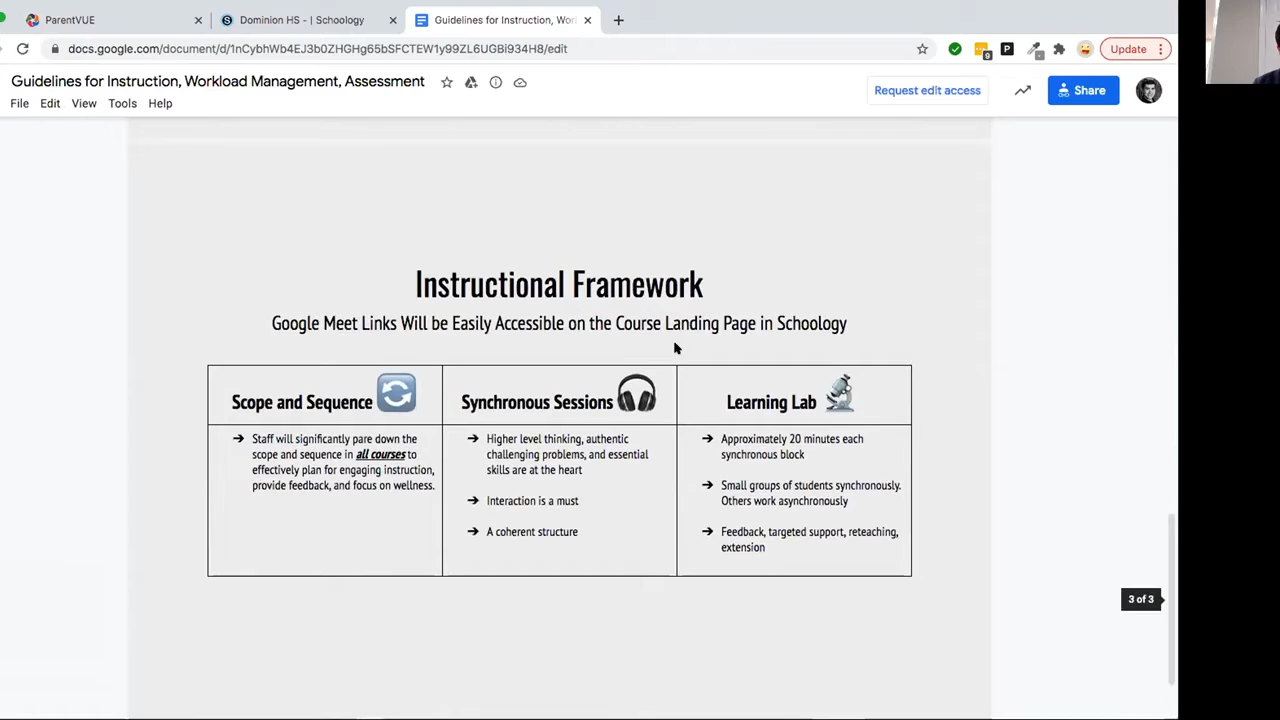 ParentVUE
Dominion HS - | Schoology
Guidelines for Instruction, Wor
docs.google.com/document/d/1nCybhWb4EJ3b0ZHGHg65bSFCTEW1y99ZL6UGBi934H8/edit
9
P
Update
Guidelines for Instruction, Workload Management, Assessment
File Edit View Tools Help
Request edit access
Share
Instructional Framework
Google Meet Links Will be Easily Accessible on the Course Landing Page in Schoology
Scope and Sequence
➔ Staff will significantly pare down the
scope and sequence in all courses to
effectively plan for engaging instruction,
provide feedback, and focus on wellness.
Synchronous Sessions
➔ Higher level thinking, authentic
challenging problems, and essential
skills are at the heart
➔ Interaction is a must
➔ A coherent structure
Learning Lab
➔ Approximately 20 minutes each
synchronous block
➔ Small groups of students synchronously.
Others work asynchronously
➔ Feedback, targeted support, reteaching,
extension
3 of 3